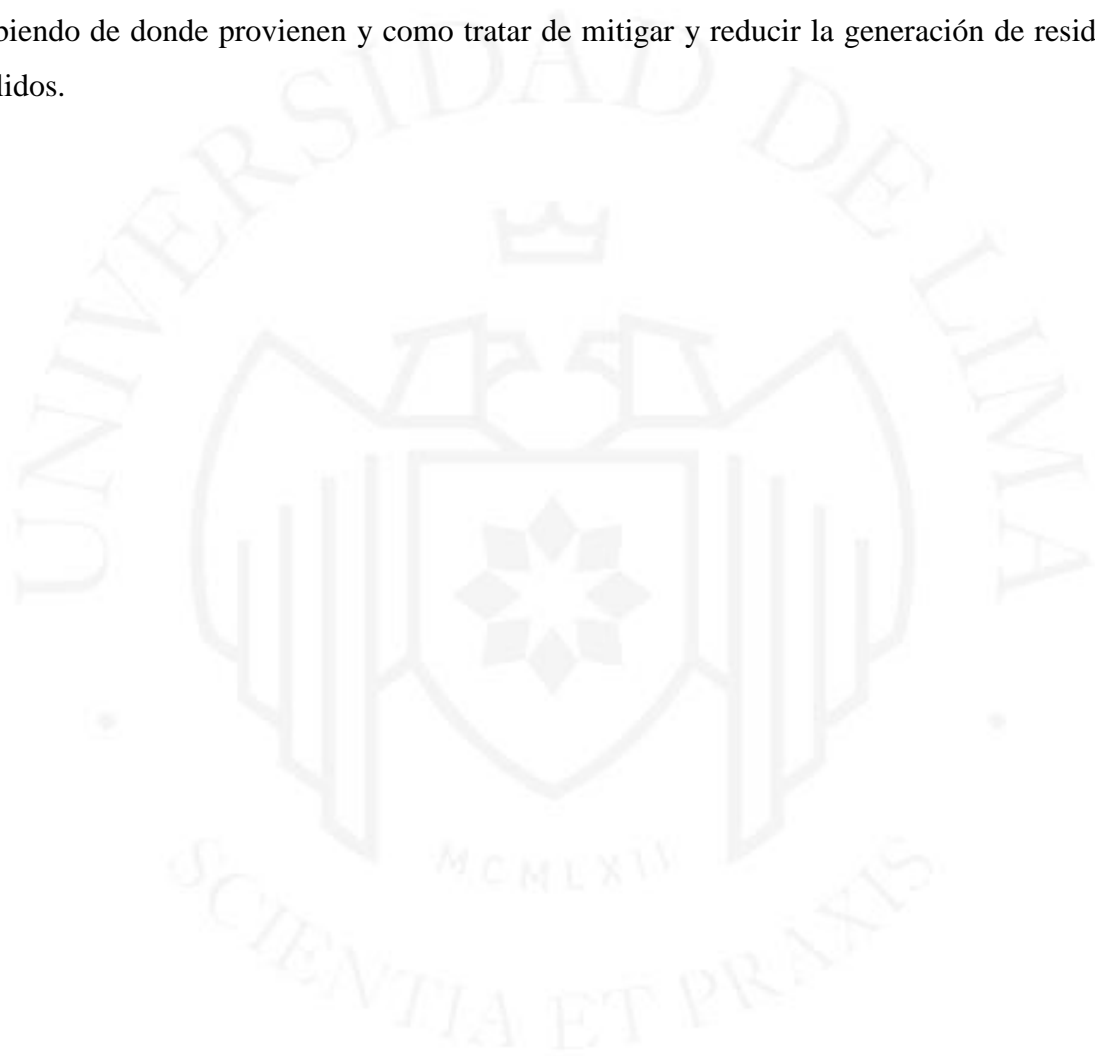 biendo de donde provienen y como tratar de mitigar y reducir la generación de resid
lidos.
UNIVERSIDAD DE LIMA
MCMLXII
SCIENTIA ET PRAXIS